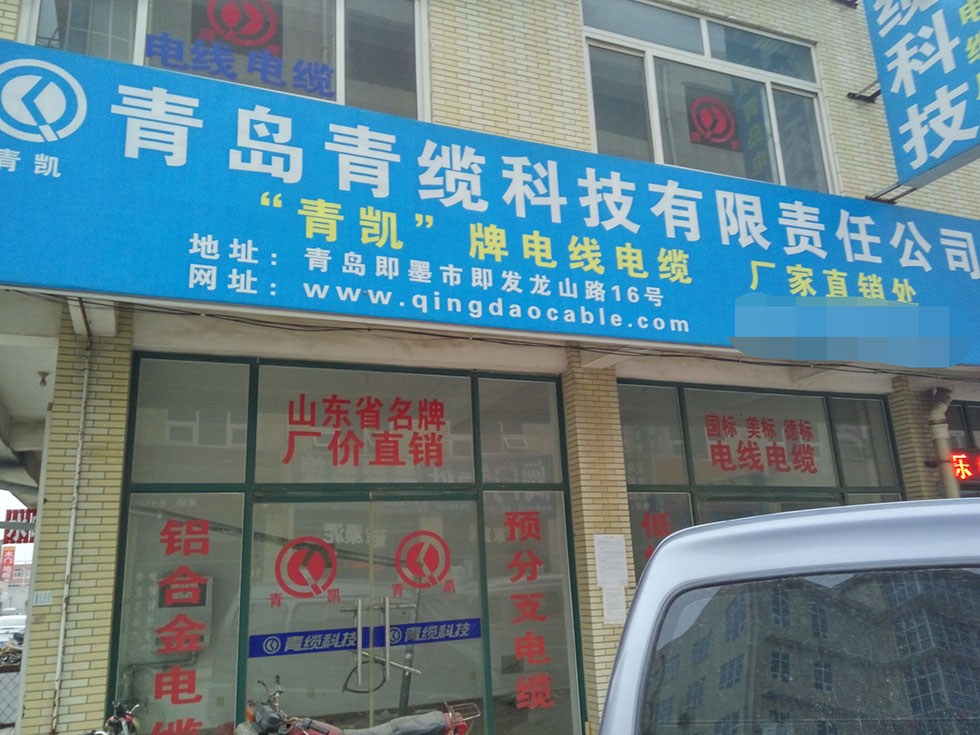 电线电缆
缆科技
青凯
青岛青缆科技有限责任公司
“青凯”牌电线电缆 厂家直销处
地址：青岛即墨市即发龙山路16号
网址：www.qingdaocable.com
山东省名牌
厂价直销
国标 美标 德标
电线电缆
铝合金电缆
青凯
青凯
青缆科技
青缆科技
预分支电缆
低
乐